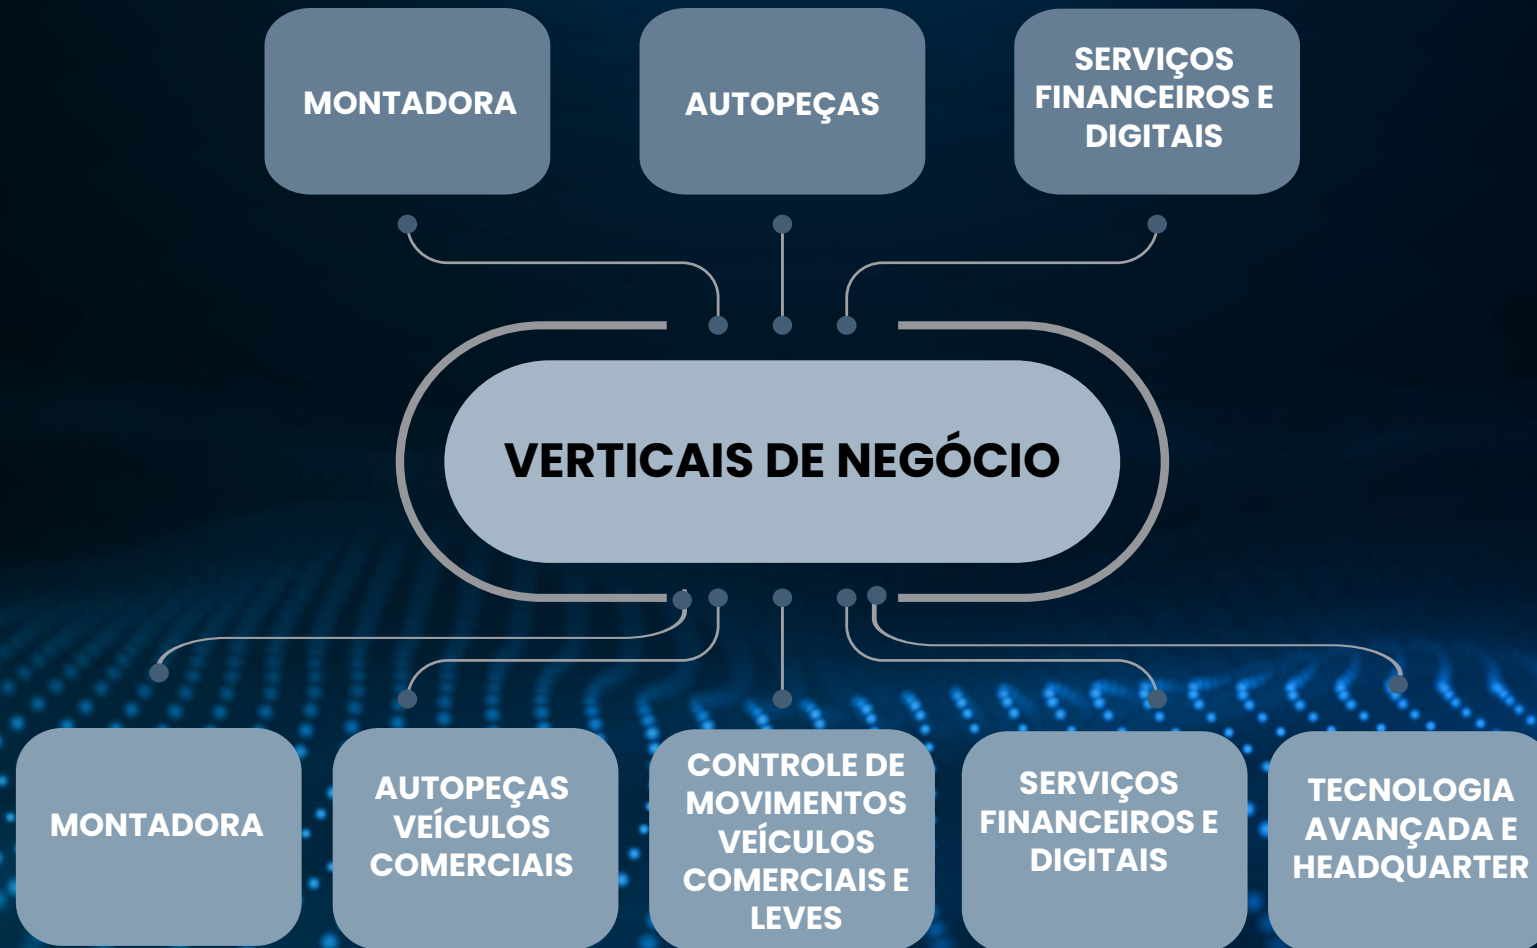 MONTADORA
AUTOPEÇAS
SERVIÇOS
FINANCEIROS E
DIGITAIS
VERTICAIS DE NEGÓCIO
MONTADORA
AUTOPEÇAS
VEÍCULOS
COMERCIAIS
CONTROLE DE
MOVIMENTOS
VEÍCULOS
COMERCIAIS E
LEVES
SERVIÇOS
FINANCEIROS E
DIGITAIS
TECNOLOGIA
AVANÇADA E
HEADQUARTER